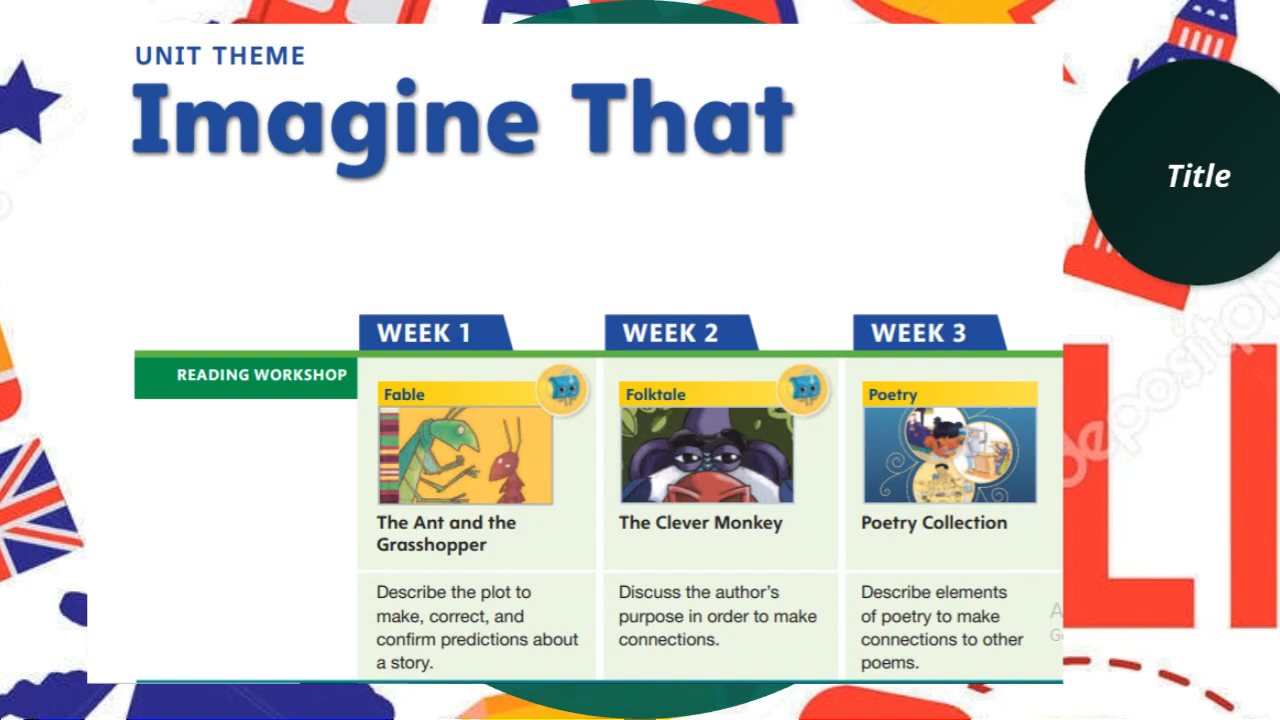 UNIT THEME
Imagine That
Title
WEEK 1
WEEK 2
WEEK 3
READING WORKSHOP
Fable
Folktale
Poetry
The Ant and the
Grasshopper
The Clever Monkey
Poetry Collection
Describe the plot to
make, correct, and
confirm predictions about
a story.
Discuss the author's
purpose in order to make
connections.
Describe elements
of poetry to make
connections to other
poems.
LI
depositph